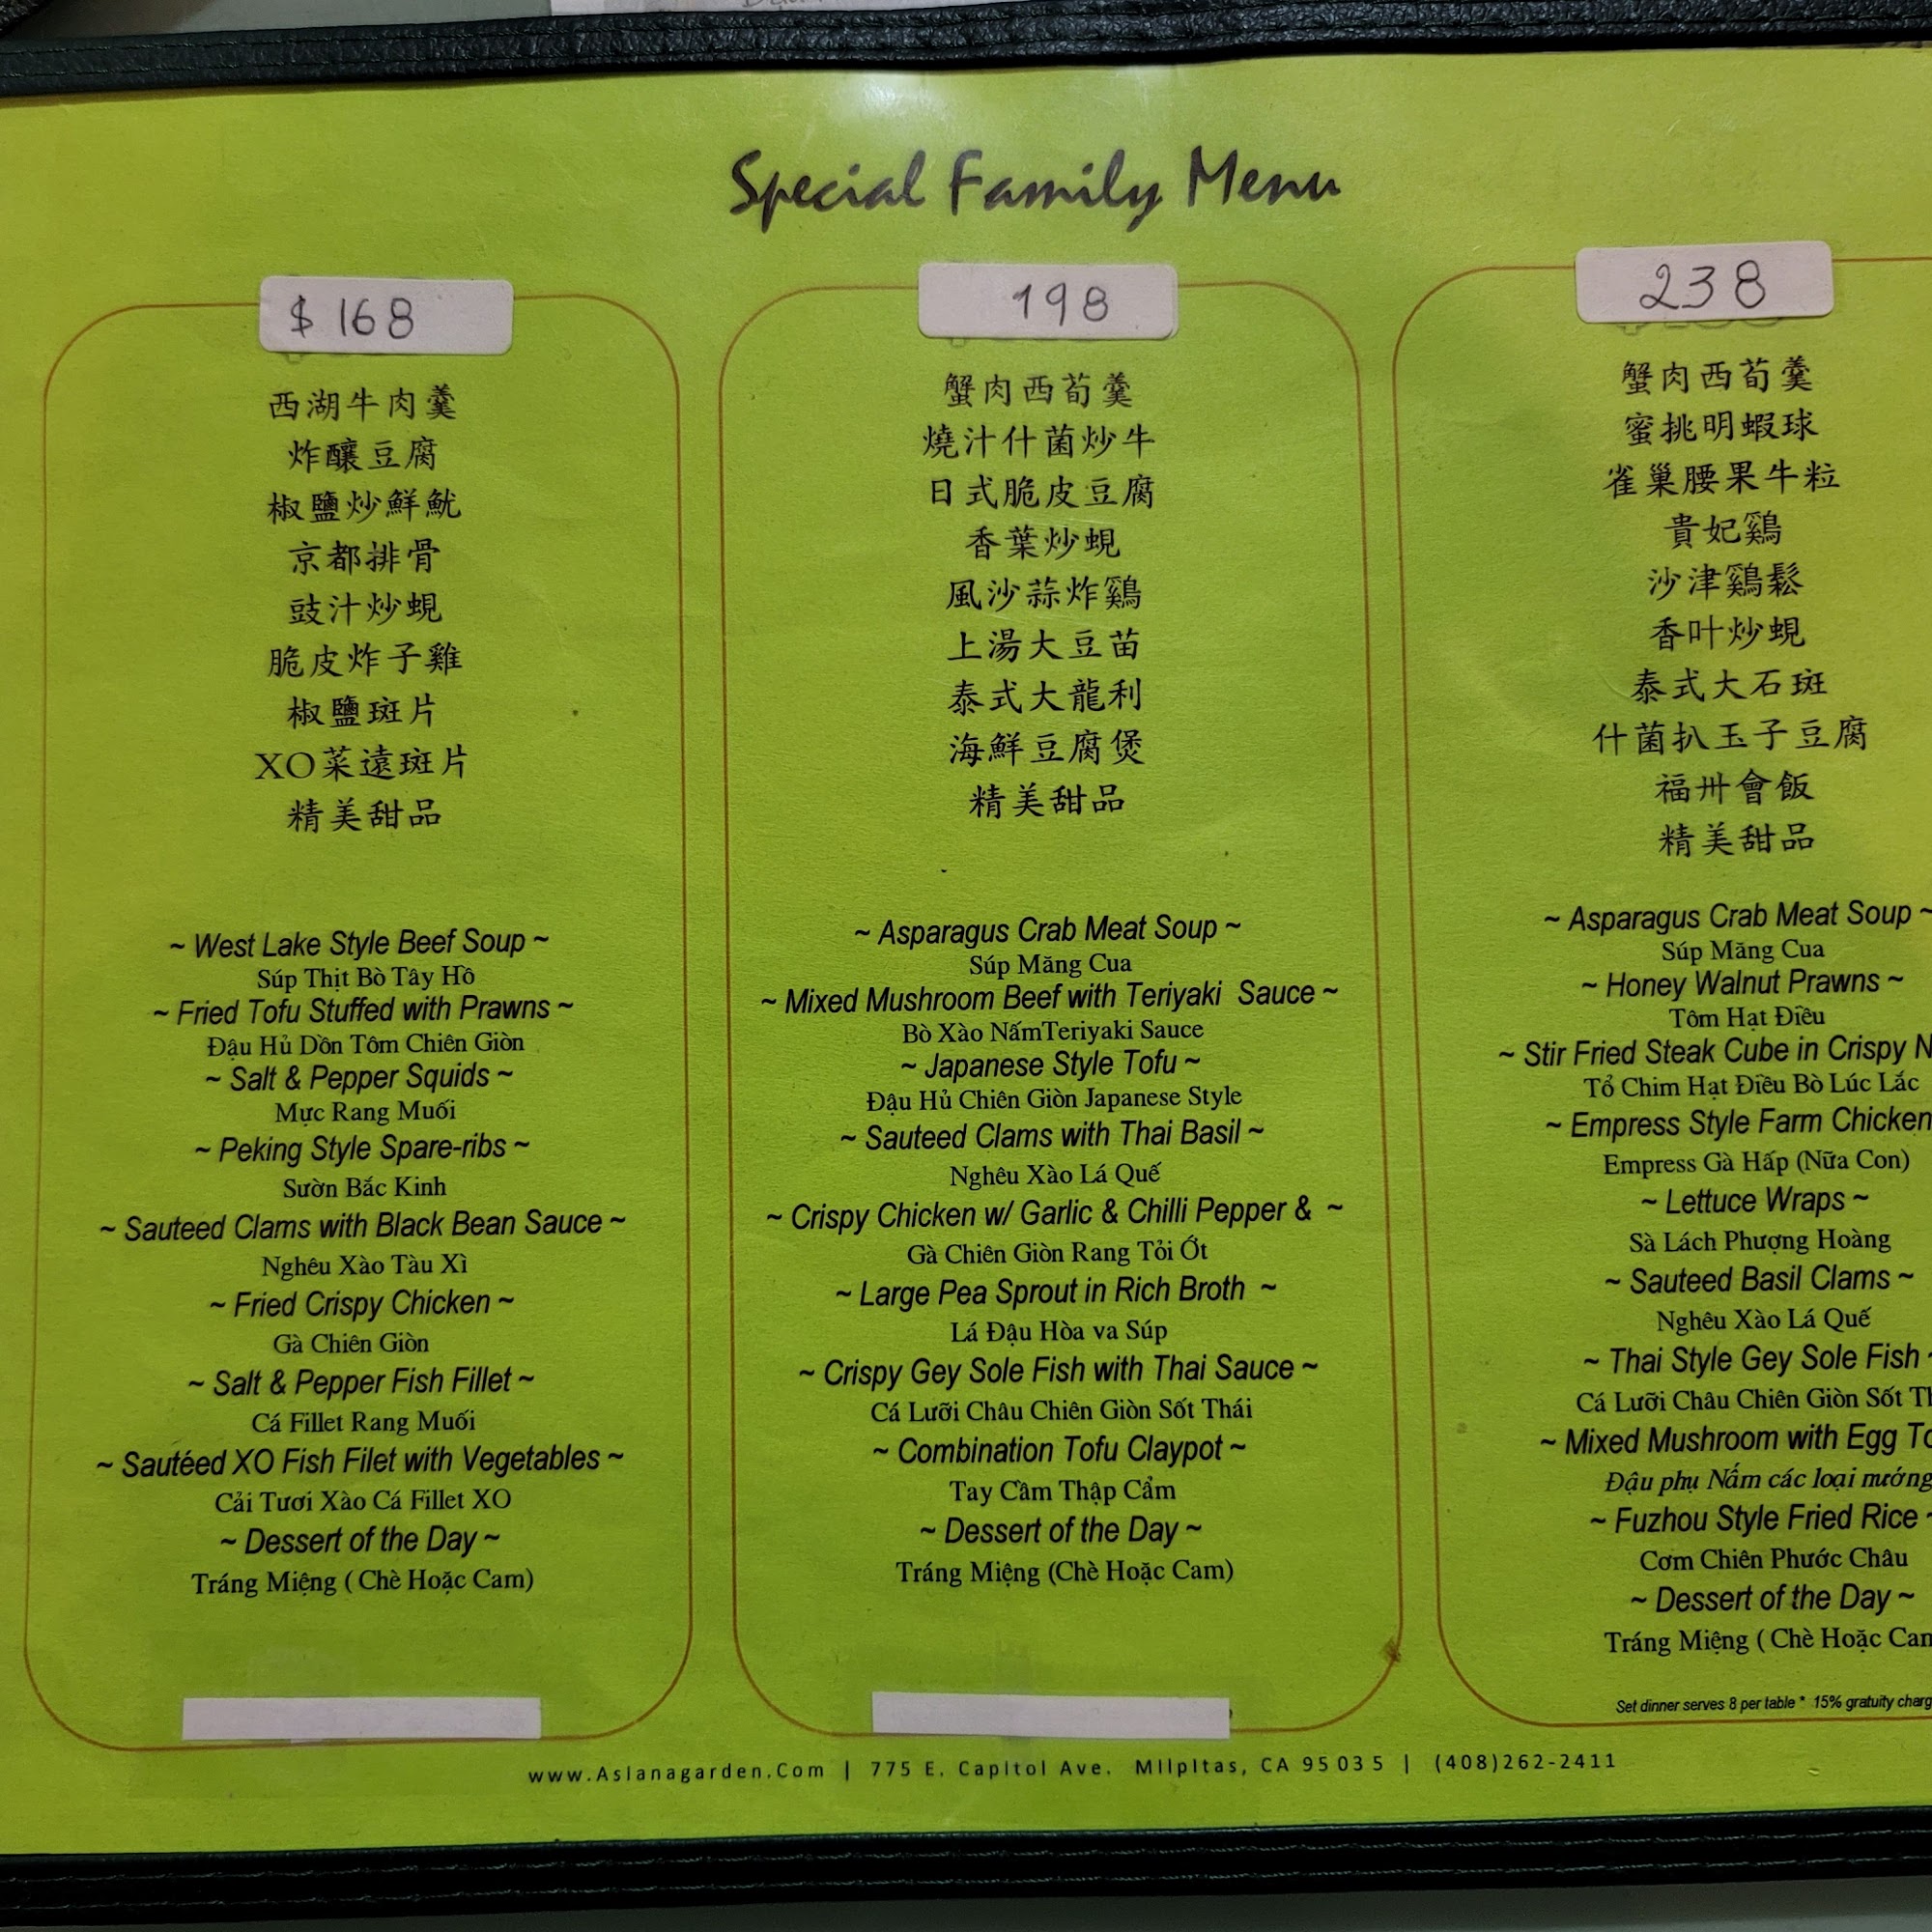 Special Family Menu
$ 168
西湖牛肉羹
炸釀豆腐
椒鹽炒鮮魷
京都排骨
豉汁炒蜆
脆皮炸子雞
椒鹽斑片
XO菜遠斑片
精美甜品
~ West Lake Style Beef Soup ~
Súp Thịt Bò Tây Hồ
~ Fried Tofu Stuffed with Prawns ~
Đậu Hủ Dồn Tôm Chiên Giòn
~ Salt & Pepper Squids ~
Mực Rang Muối
~ Peking Style Spare-ribs ~
Sườn Bắc Kinh
~ Sauteed Clams with Black Bean Sauce ~
Nghêu Xào Tàu Xì
~ Fried Crispy Chicken ~
Gà Chiên Giòn
~ Salt & Pepper Fish Fillet ~
Cá Fillet Rang Muối
~ Sautéed XO Fish Filet with Vegetables ~
Cải Tươi Xào Cá Fillet XO
~ Dessert of the Day ~
Tráng Miệng ( Chè Hoặc Cam)
198
蟹肉西荀羹
燒汁什菌炒牛
日式脆皮豆腐
香葉炒蜆
風沙蒜炸鷄
上湯大豆苗
泰式大龍利
海鮮豆腐煲
精美甜品
~ Asparagus Crab Meat Soup ~
Súp Măng Cua
~ Mixed Mushroom Beef with Teriyaki Sauce ~
Bò Xào NấmTeriyaki Sauce
~ Japanese Style Tofu ~
Đậu Hủ Chiên Giòn Japanese Style
~ Sauteed Clams with Thai Basil ~
Nghêu Xào Lá Quế
~ Crispy Chicken w/ Garlic & Chilli Pepper & ~
Gà Chiên Giòn Rang Tỏi Ớt
~ Large Pea Sprout in Rich Broth ~
Lá Đậu Hòa va Súp
~ Crispy Gey Sole Fish with Thai Sauce ~
Cá Lưỡi Châu Chiên Giòn Sốt Thái
~ Combination Tofu Claypot ~
Tay Cầm Thập Cẩm
~ Dessert of the Day ~
Tráng Miệng (Chè Hoặc Cam)
238
蟹肉西荀羹
蜜挑明蝦球
雀巢腰果牛粒
貴妃鷄
沙津鷄鬆
香叶炒蜆
泰式大石斑
什菌扒玉子豆腐
福州會飯
精美甜品
~ Asparagus Crab Meat Soup ~
Súp Măng Cua
~ Honey Walnut Prawns ~
Tôm Hạt Điều
~ Stir Fried Steak Cube in Crispy
Tổ Chim Hạt Điều Bò Lúc Lắc
~ Empress Style Farm Chicken
Empress Gà Hấp (Nữa Con)
~ Lettuce Wraps ~
Sà Lách Phượng Hoàng
~ Sauteed Basil Clams ~
Nghêu Xào Lá Quế
~ Thai Style Gey Sole Fish ~
Cá Lưỡi Châu Chiên Giòn Sốt
~ Mixed Mushroom with Egg
Đậu phụ Nấm các loại nướng
~ Fuzhou Style Fried Rice ~
Cơm Chiên Phước Châu
~ Dessert of the Day ~
Tráng Miệng ( Chè Hoặc Cam
Set dinner serves 8 per table * 15% gratuity
www.Asianagarden.Com | 775 E. Capitol Ave. Milpitas, CA 95035 | (408)262-2411